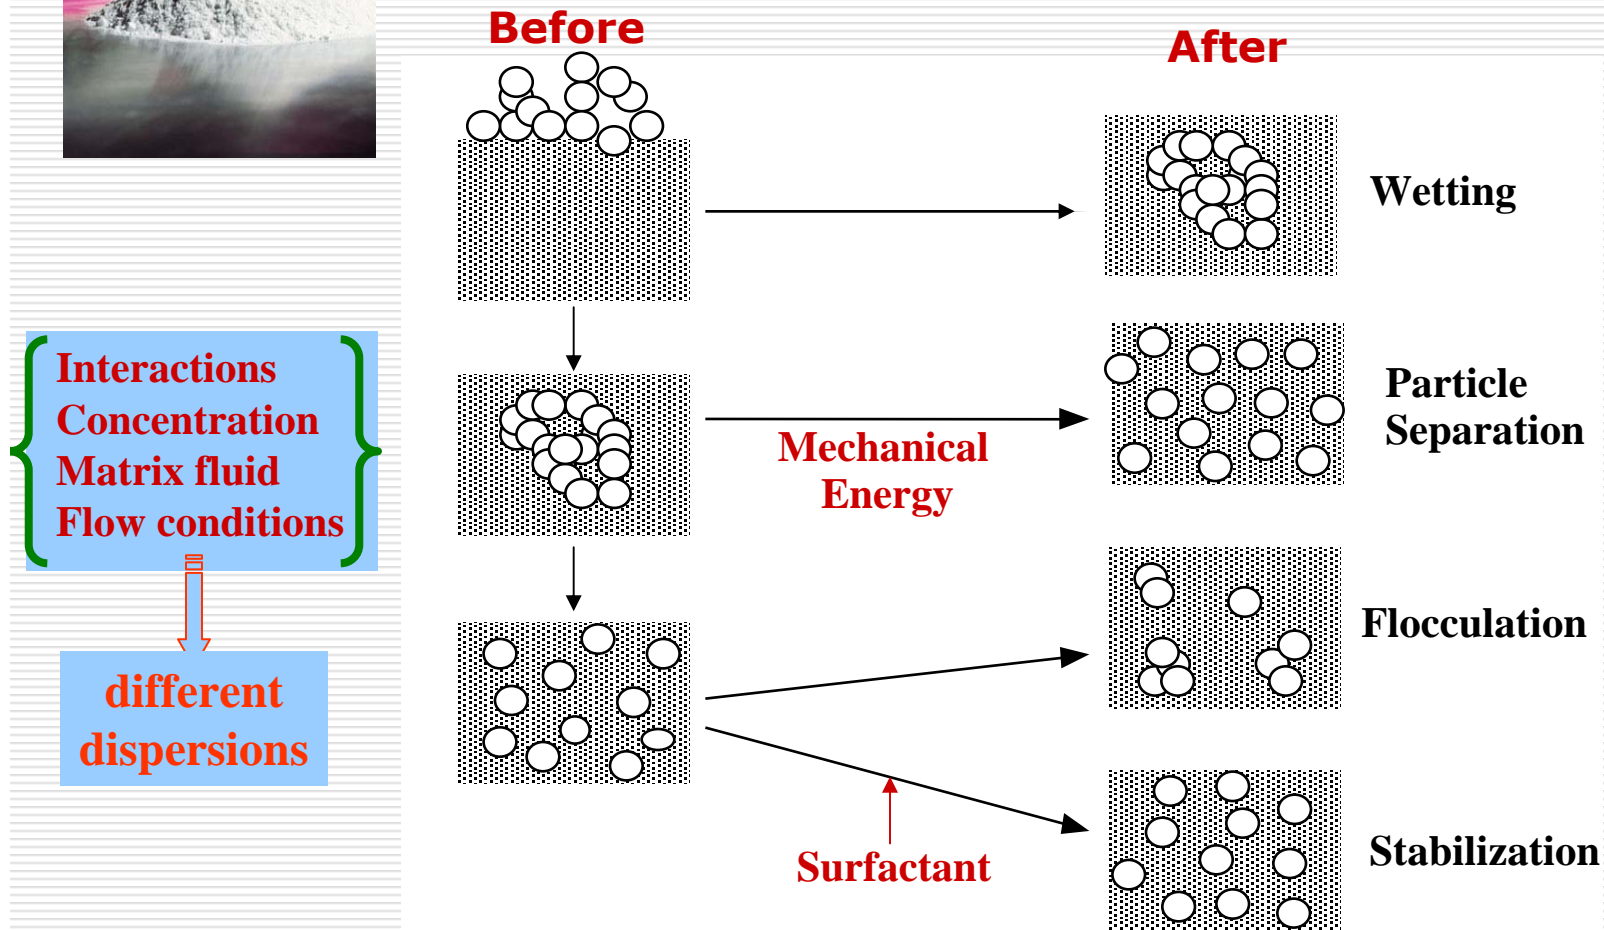 Before
After
Wetting
Interactions
Concentration
Matrix fluid
Flow conditions
Particle
Separation
Mechanical
Energy
Flocculation
different
dispersions
Surfactant
Stabilization